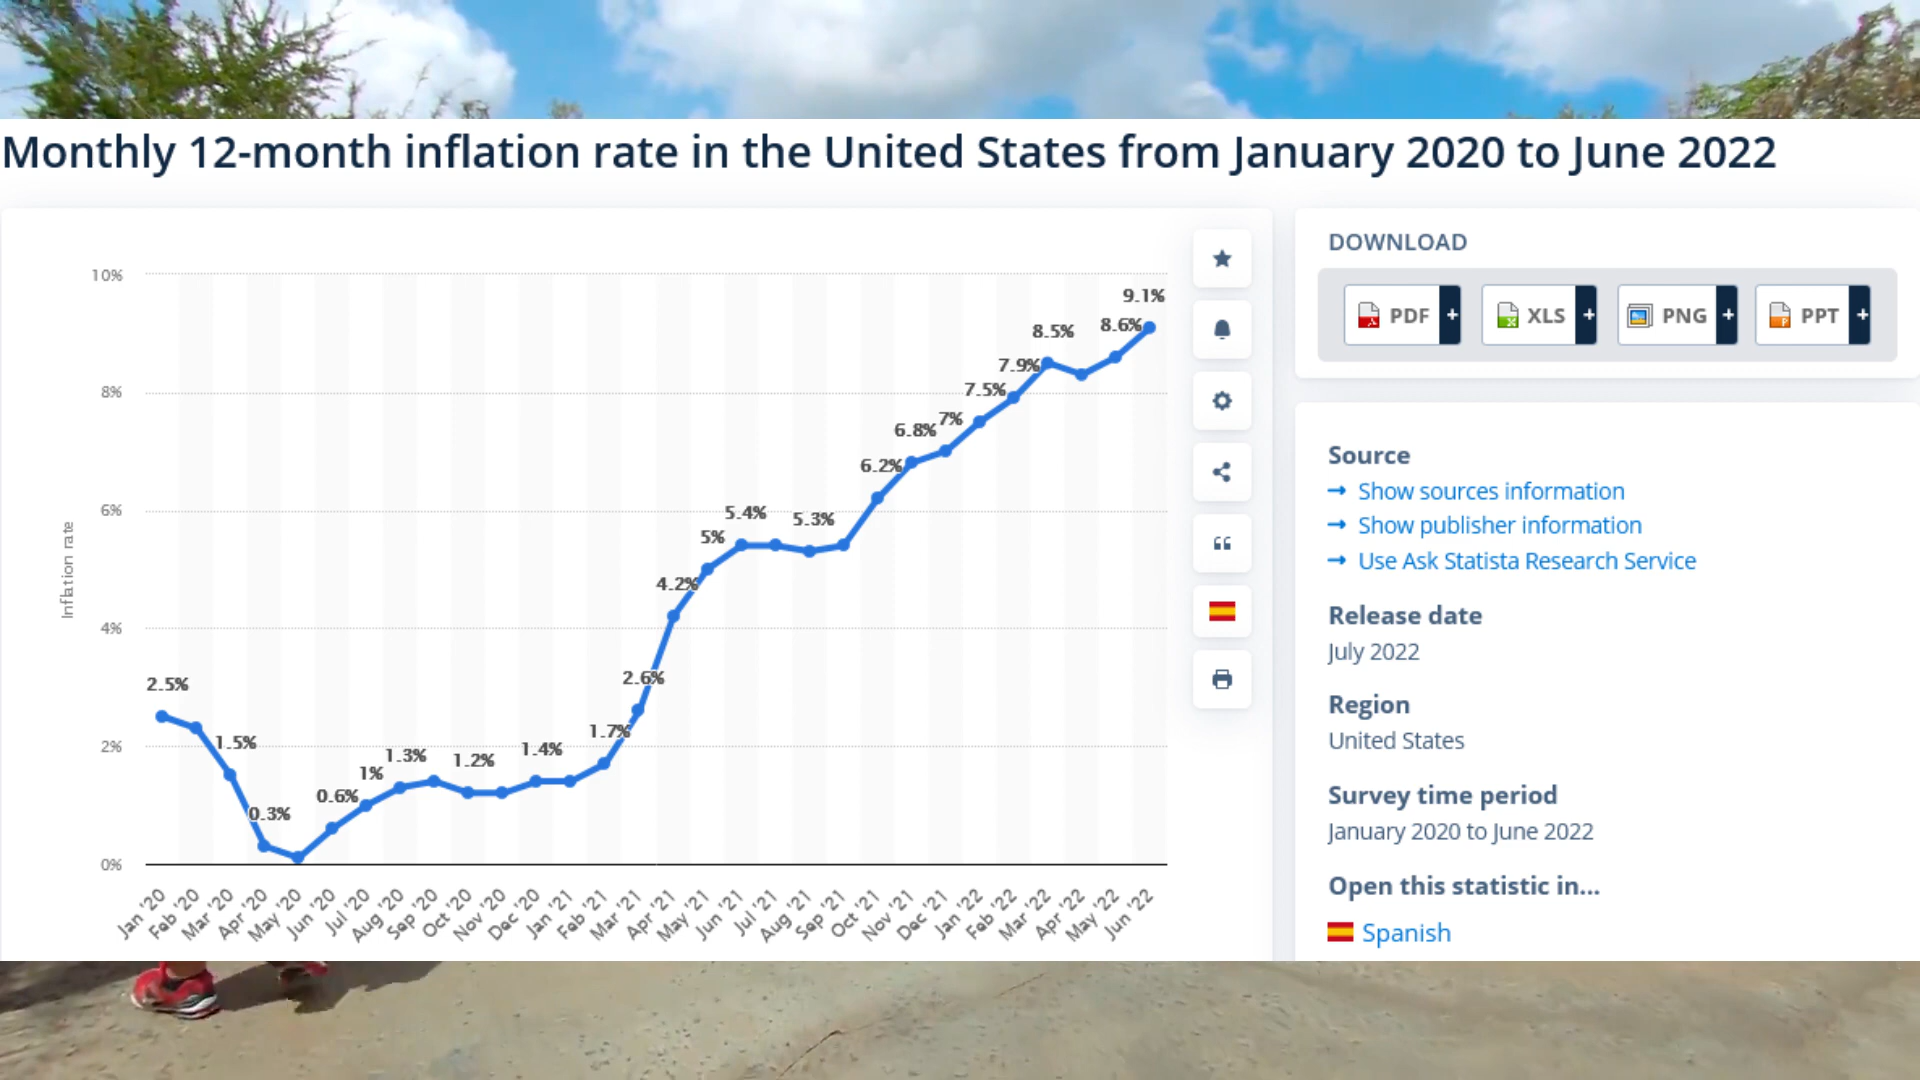 Monthly 12-month inflation rate in the United States from January 2020 to June 2022
Inflation rate
10%
8%
6%
4%
2%
0%
2.5%
1.5%
0.3%
0.6%
1%
1.3%
1.2%
1.4%
1.7%
2.6%
4.2%
5%
5.4%
5.3%
6.2%
6.8%
7%
7.5%
7.9%
8.5%
8.6%
9.1%
Jan '20
Feb '20
Mar '20
Apr '20
May '20
Jun '20
Jul '20
Aug '20
Sep '20
Oct '20
Nov '20
Dec '20
Jan '21
Feb '21
Mar '21
Apr '21
May '21
Jun '21
Jul '21
Aug '21
Sep '21
Oct '21
Nov '21
Dec '21
Jan '22
Feb '22
Mar '22
Apr '22
May '22
Jun '22
DOWNLOAD
PDF + XLS + PNG + PPT +
Source
→ Show sources information
→ Show publisher information
→ Use Ask Statista Research Service
Release date
July 2022
Region
United States
Survey time period
January 2020 to June 2022
Open this statistic in...
Spanish